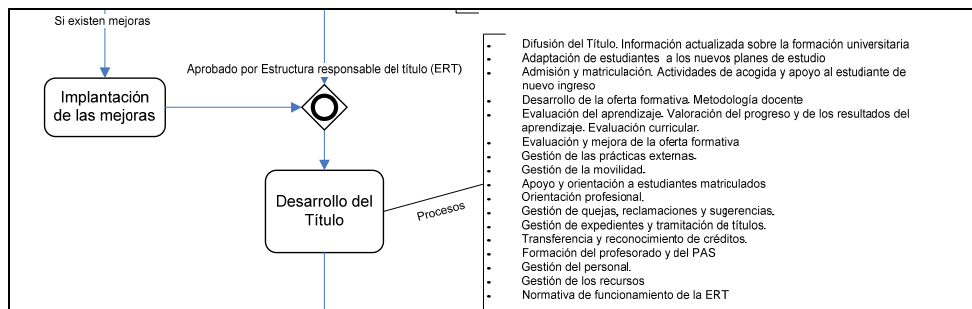 Si existen mejoras
Aprobado por Estructura responsable del título (ERT)
Implantación
de las mejoras
Desarrollo del
Título
Procesos
• Difusión del Título. Información actualizada sobre la formación universitaria
• Adaptación de estudiantes a los nuevos planes de estudio
• Admisión y matriculación. Actividades de acogida y apoyo al estudiante de
nuevo ingreso
• Desarrollo de la oferta formativa. Metodología docente
• Evaluación del aprendizaje. Valoración del progreso y de los resultados del
aprendizaje. Evaluación curricular.
• Evaluación y mejora de la oferta formativa
• Gestión de las prácticas externas.
• Gestión de la movilidad.
• Apoyo y orientación a estudiantes matriculados
• Orientación profesional.
• Gestión de quejas, reclamaciones y sugerencias.
• Gestión de expedientes y tramitación de títulos.
• Transferencia y reconocimiento de créditos.
• Formación del profesorado y del PAS
• Gestión del personal.
• Gestión de los recursos
• Normativa de funcionamiento de la ERT